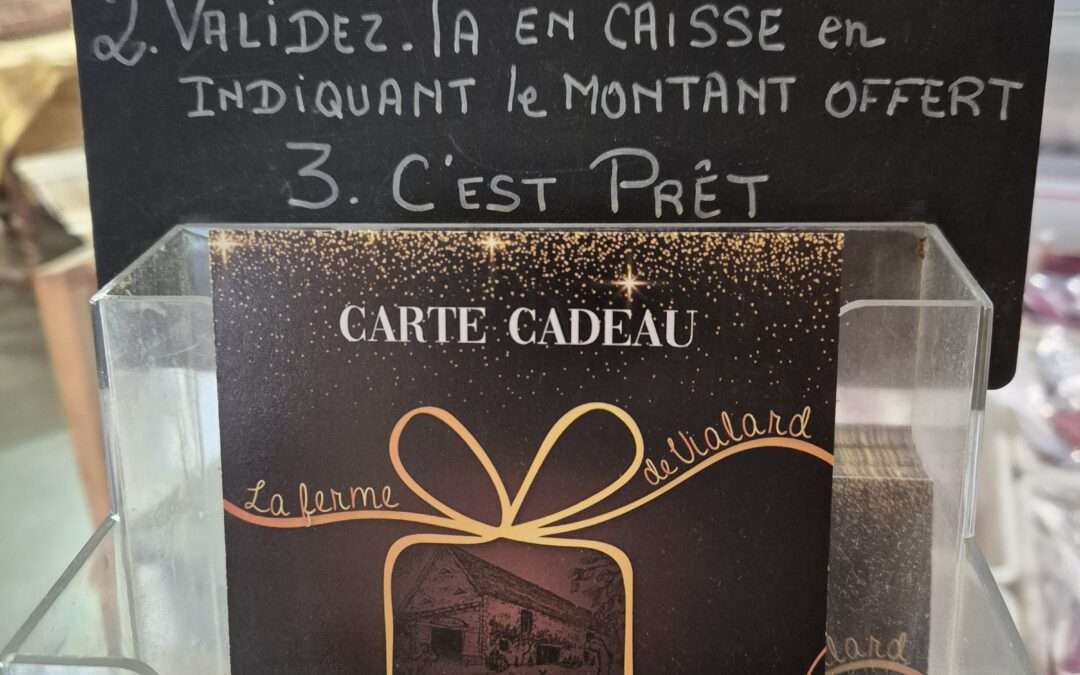 2. VALIDEZ. lA EN CAISSE en
INDIQUANT le MONTANT OFFERT
3. C'EST PRÊT
CARTE CADEAU
La ferme de Vialard
lard